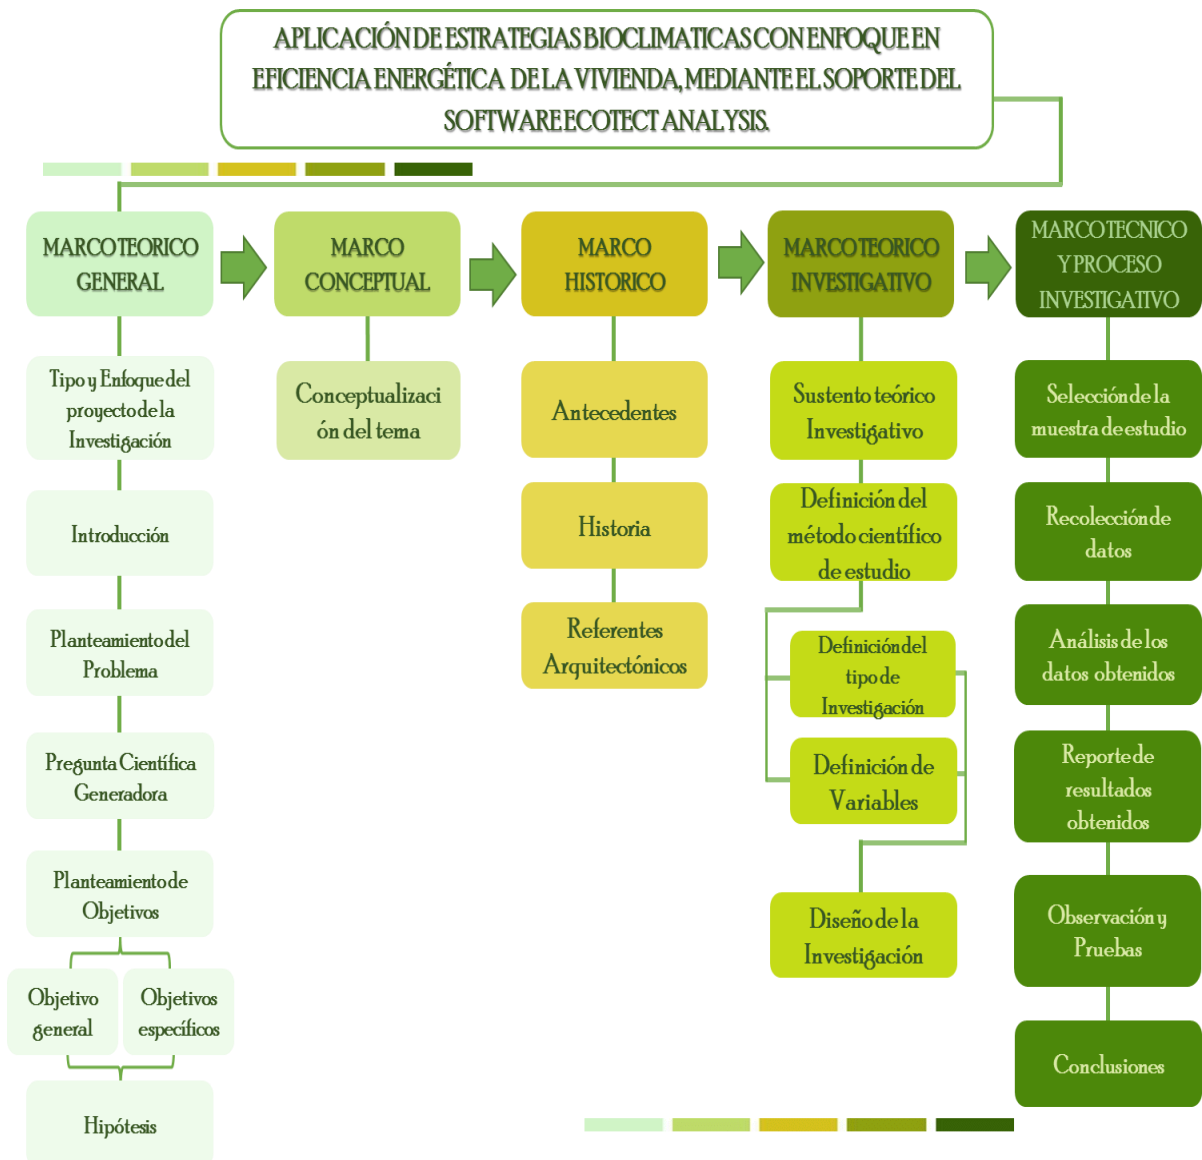 APLICACIÓN DE ESTRATEGIAS BIOCLIMATICAS CON ENFOQUE EN
EFICIENCIA ENERGÉTICA DE LA VIVIENDA, MEDIANTE EL SOPORTE DEL
SOFTWARE ECOTECT ANALYSIS.
MARCO TEORICO
GENERAL
Tipo y Enfoque del
proyecto de la
Investigación
Introducción
Planteamiento del
Problema
Pregunta Científica
Generadora
Planteamiento de
Objetivos
Objetivo
general
Objetivos
específicos
Hipótesis
MARCO
CONCEPTUAL
Conceptualizaci
ón del tema
MARCO
HISTORICO
Antecedentes
Historia
Referentes
Arquitectónicos
MARCO TEORICO
INVESTIGATIVO
Sustento teórico
Investigativo
Definición del
método científico
de estudio
Definición del
tipo de
Investigación
Definición de
Variables
Diseño de la
Investigación
MARCO TECNICO
Y PROCESO
INVESTIGATIVO
Selección de la
muestra de estudio
Recolección de
datos
Análisis de los
datos obtenidos
Reporte de
resultados
obtenidos
Observación y
Pruebas
Conclusiones